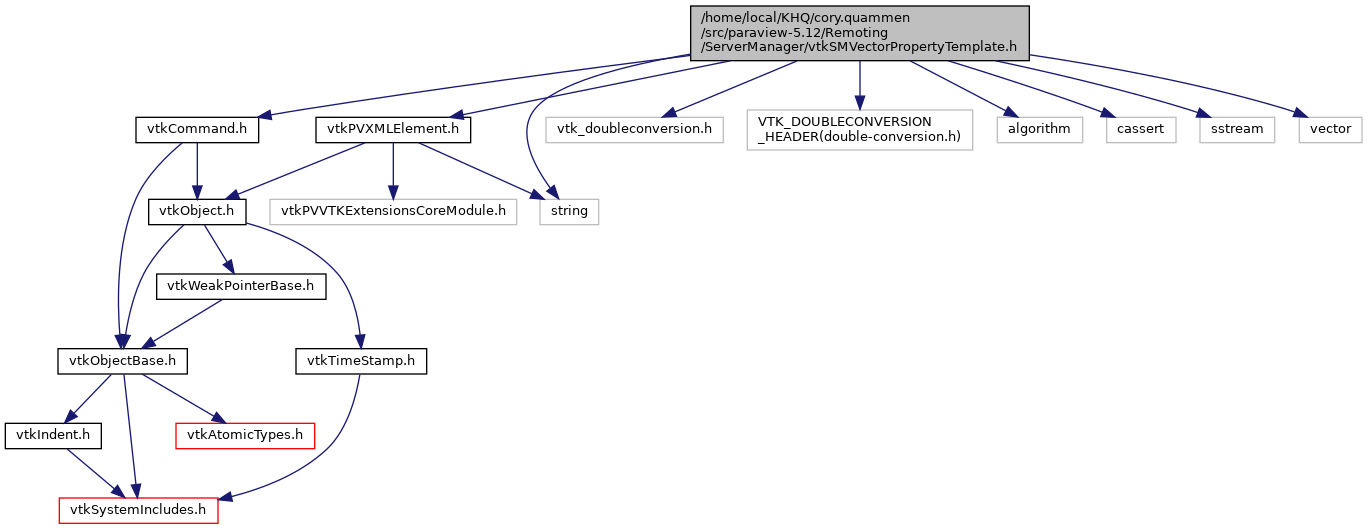 /home/local/KHQ/cory.quammen
/src/paraview-5.12/Remoting
/ServerManager/vtkSMVectorPropertyTemplate.h
vtkCommand.h
vtkPVXMLElement.h
vtk_doubleconversion.h
VTK_DOUBLECONVERSION
_HEADER(double-conversion.h)
algorithm
cassert
sstream
vector
vtkObject.h
vtkPVVTKExtensionsCoreModule.h
string
vtkWeakPointerBase.h
vtkObjectBase.h
vtkTimeStamp.h
vtkIndent.h
vtkAtomicTypes.h
vtkSystemIncludes.h